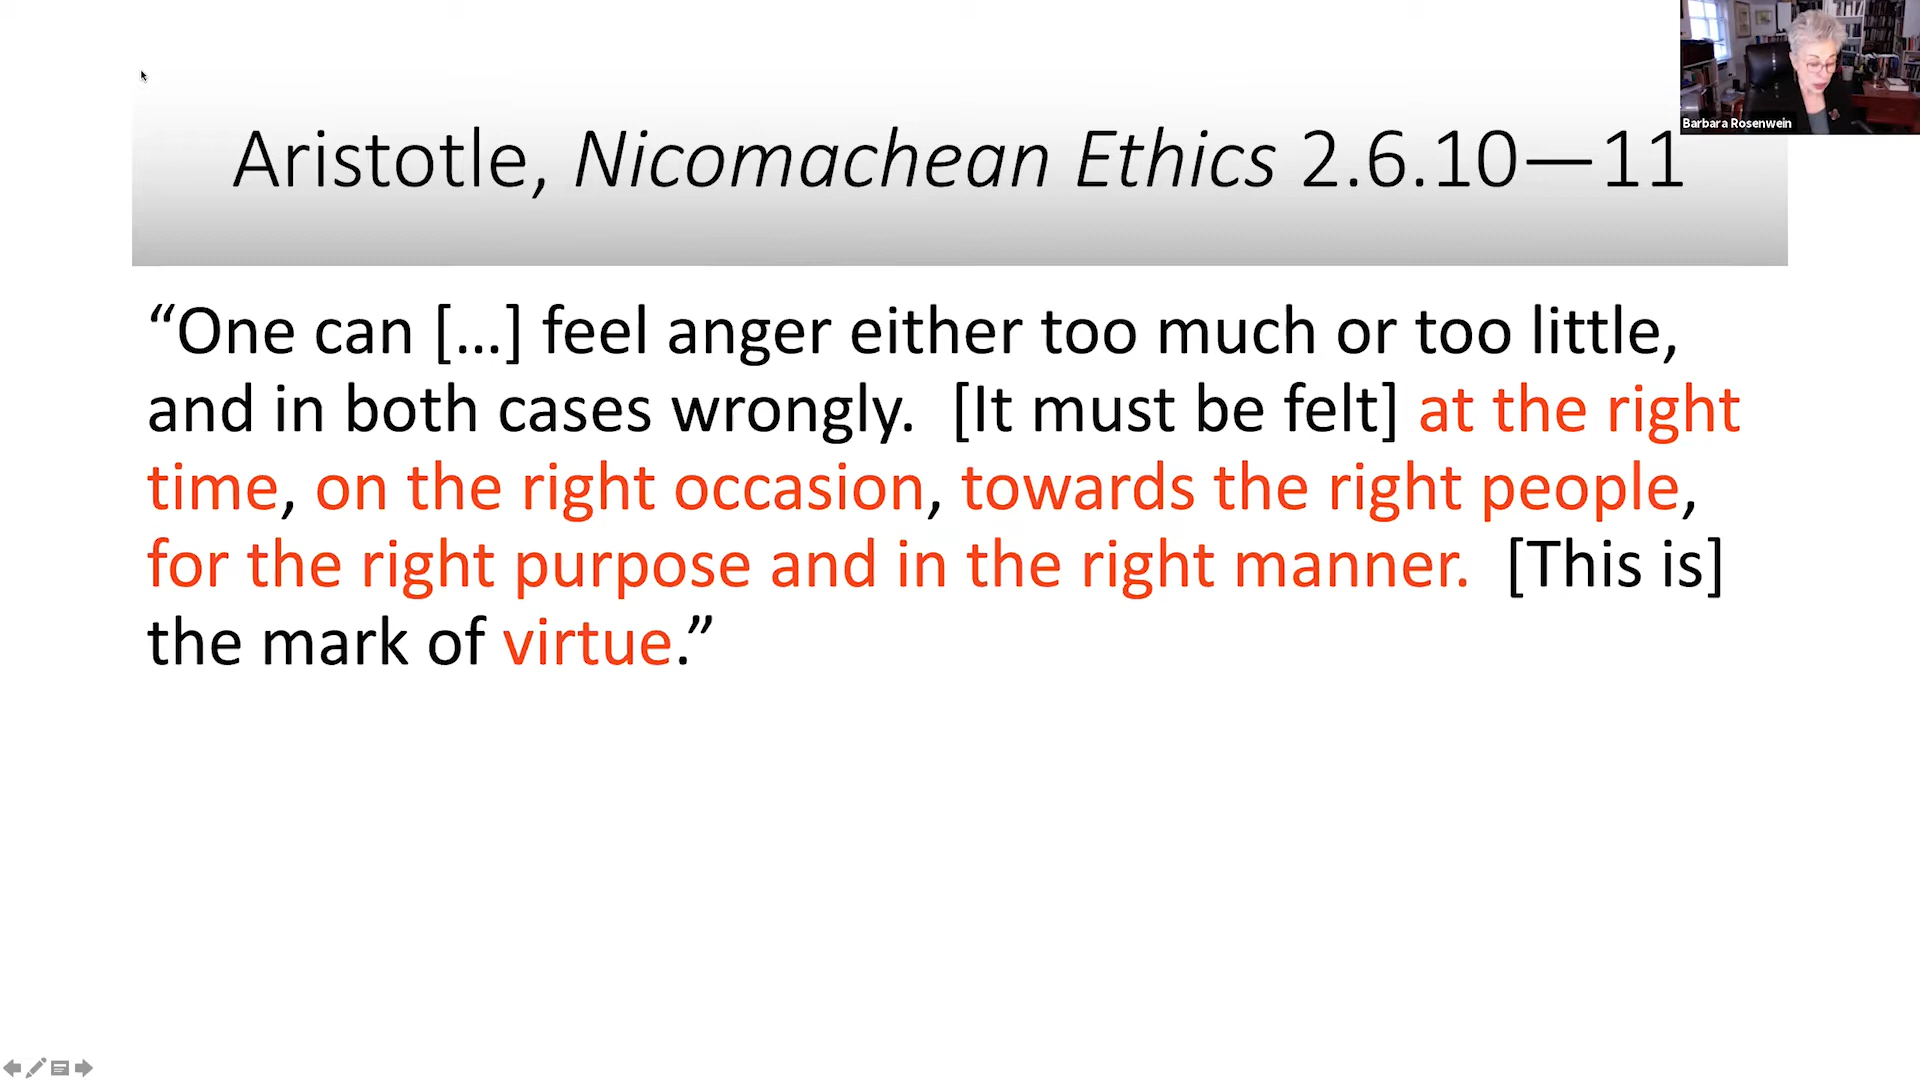 Barbara Rosenwein
Aristotle, Nicomachean Ethics 2.6.10—11
“One can […] feel anger either too much or too little,
and in both cases wrongly.  [It must be felt] at the right
time, on the right occasion, towards the right people,
for the right purpose and in the right manner.  [This is]
the mark of virtue.”